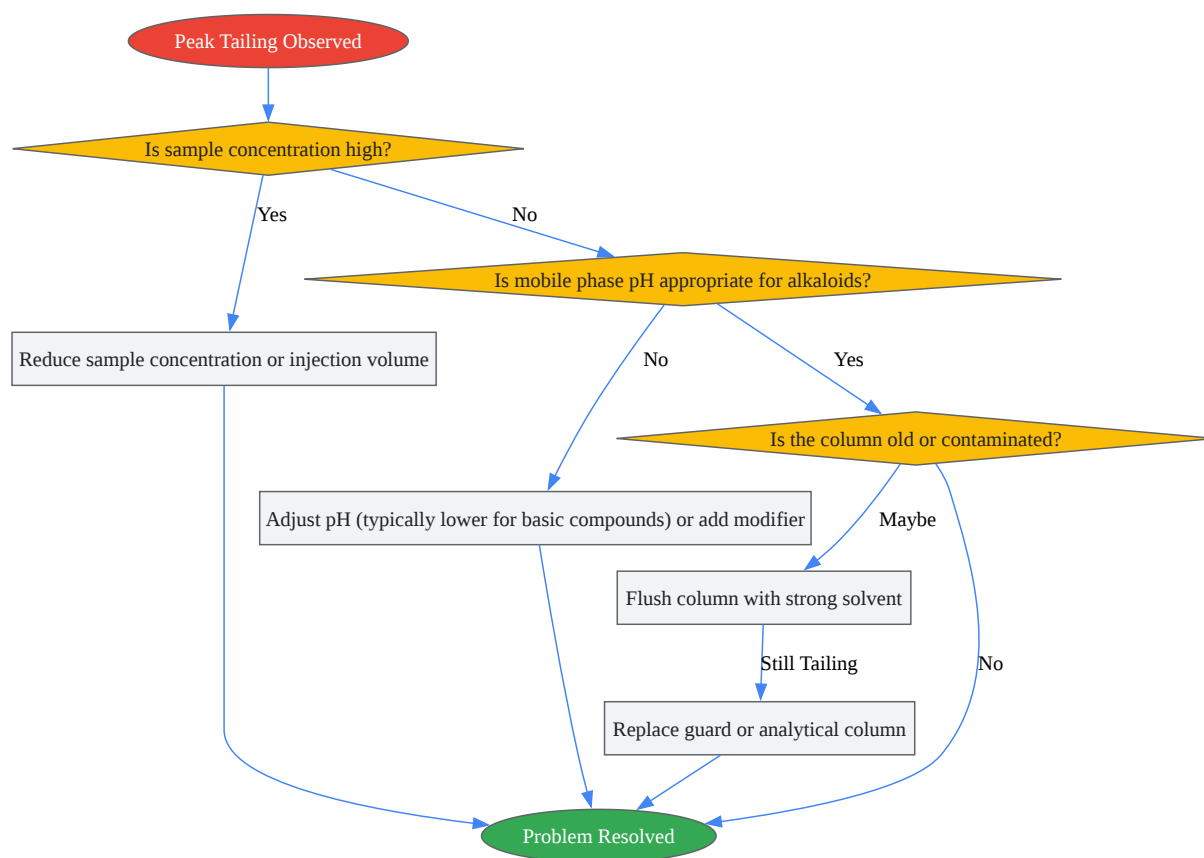 Peak Tailing Observed
Is sample concentration high?
Yes
No
Is mobile phase pH appropriate for alkaloids?
Reduce sample concentration or injection volume
No
Yes
Is the column old or contaminated?
Adjust pH (typically lower for basic compounds) or add modifier
Maybe
Flush column with strong solvent
Still Tailing
No
Replace guard or analytical column
Problem Resolved